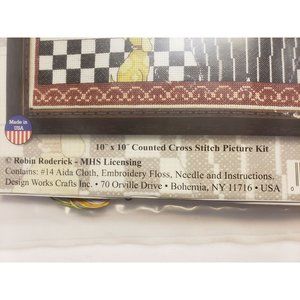 Made in
USA
10" x 10" Counted Cross Stitch Picture Kit
© Robin Roderick - MHS Licensing
Contains: #14 Aida Cloth, Embroidery Floss, Needle and Instructions.
Design Works Crafts Inc. • 70 Orville Drive • Bohemia, NY 11716 • USA
0